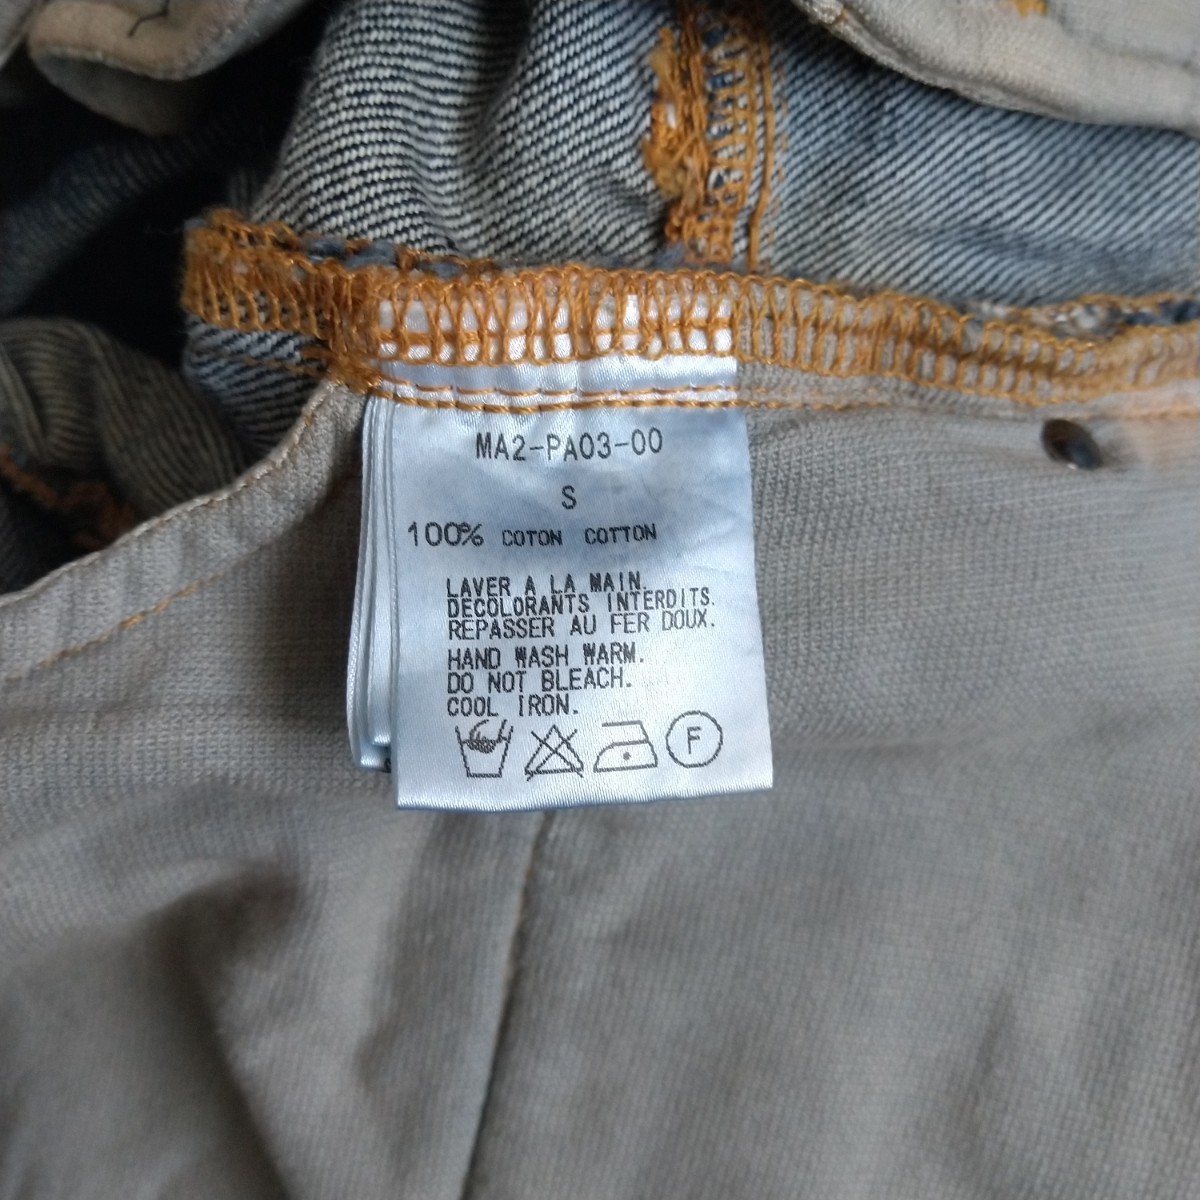 MA2-PA03-00
S
100% COTON COTTON
LAVER A LA MAIN.
DECOLORANTS INTERDITS.
REPASSER AU FER DOUX.
HAND WASH WARM.
DO NOT BLEACH.
COOL IRON.
F